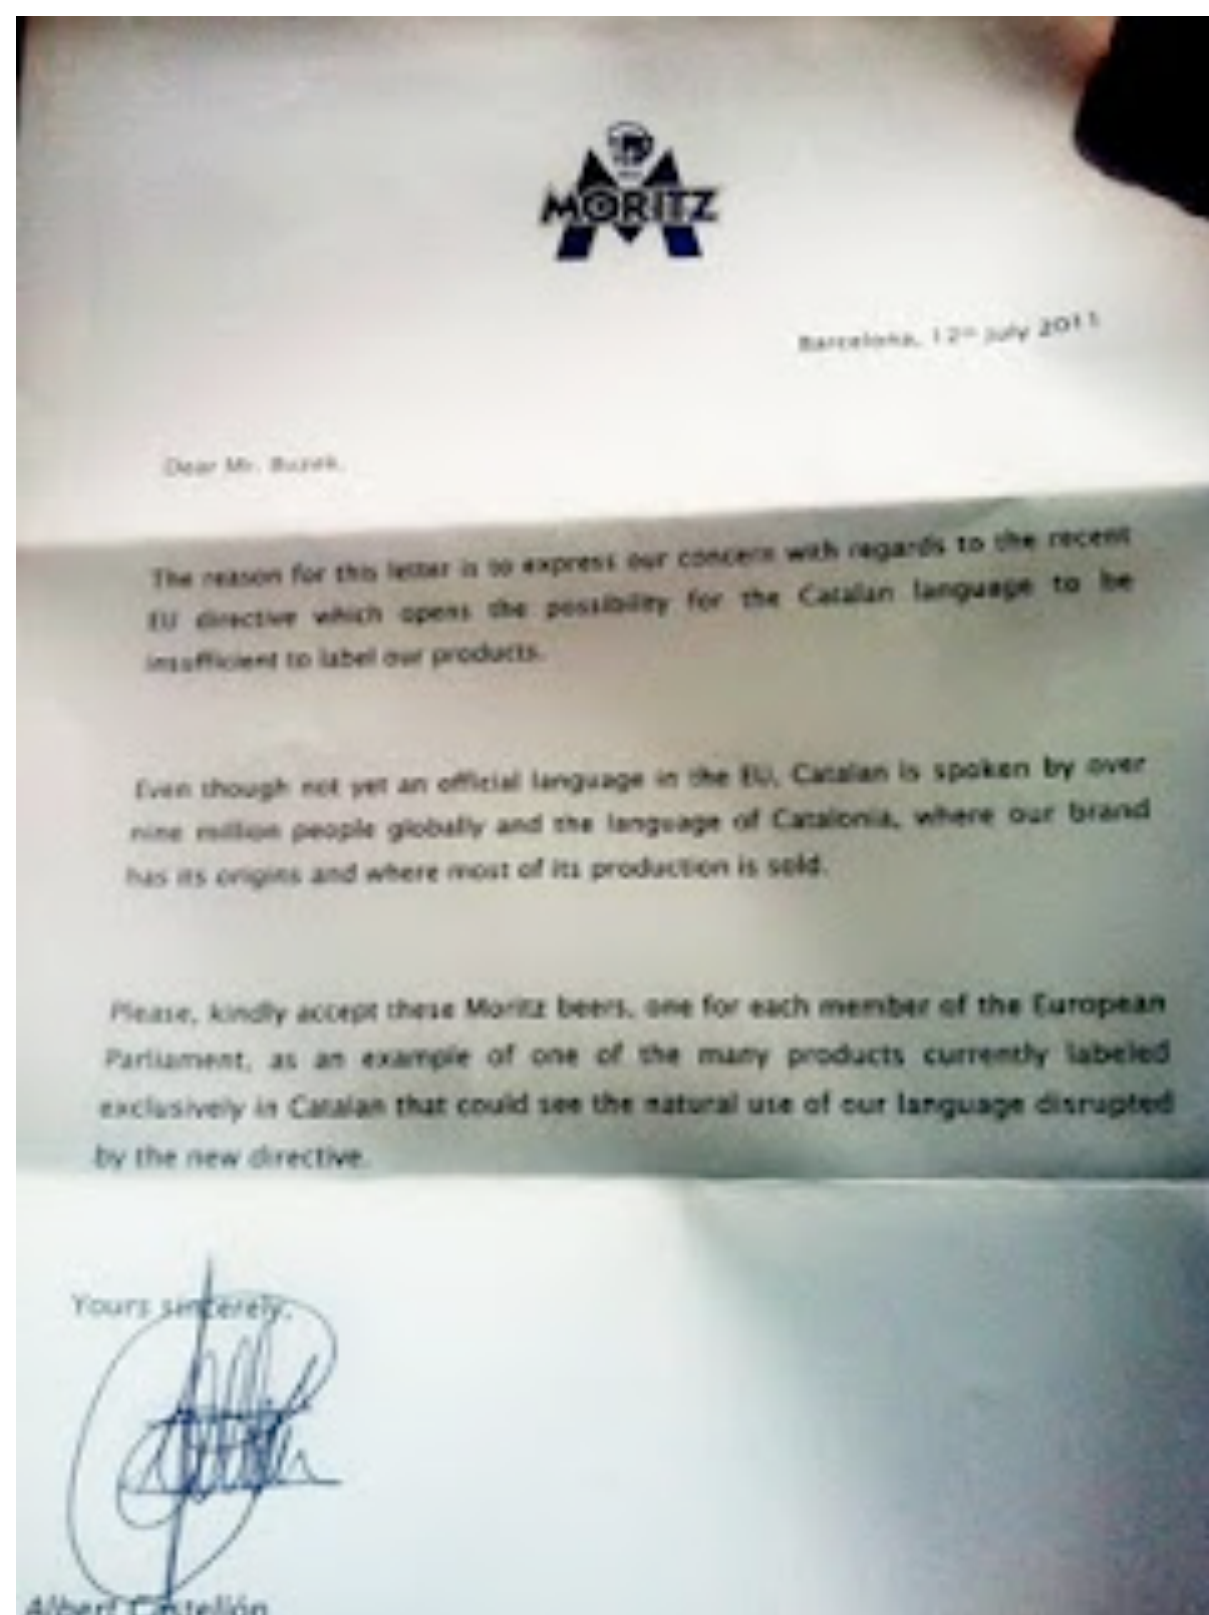 MORITZ
Barcelona, 12th July 2011
Dear Mr. Buzek,
The reason for this letter is to express our concern with regards to the recent
EU directive which opens the possibility for the Catalan language to be
insufficient to label our products.
Even though not yet an official language in the EU, Catalan is spoken by over
nine million people globally and the language of Catalonia, where our brand
has its origins and where most of its production is sold.
Please, kindly accept these Moritz beers, one for each member of the European
Parliament, as an example of one of the many products currently labeled
exclusively in Catalan that could see the natural use of our language disrupted
by the new directive.
Yours sincerely,
Albert Castellón